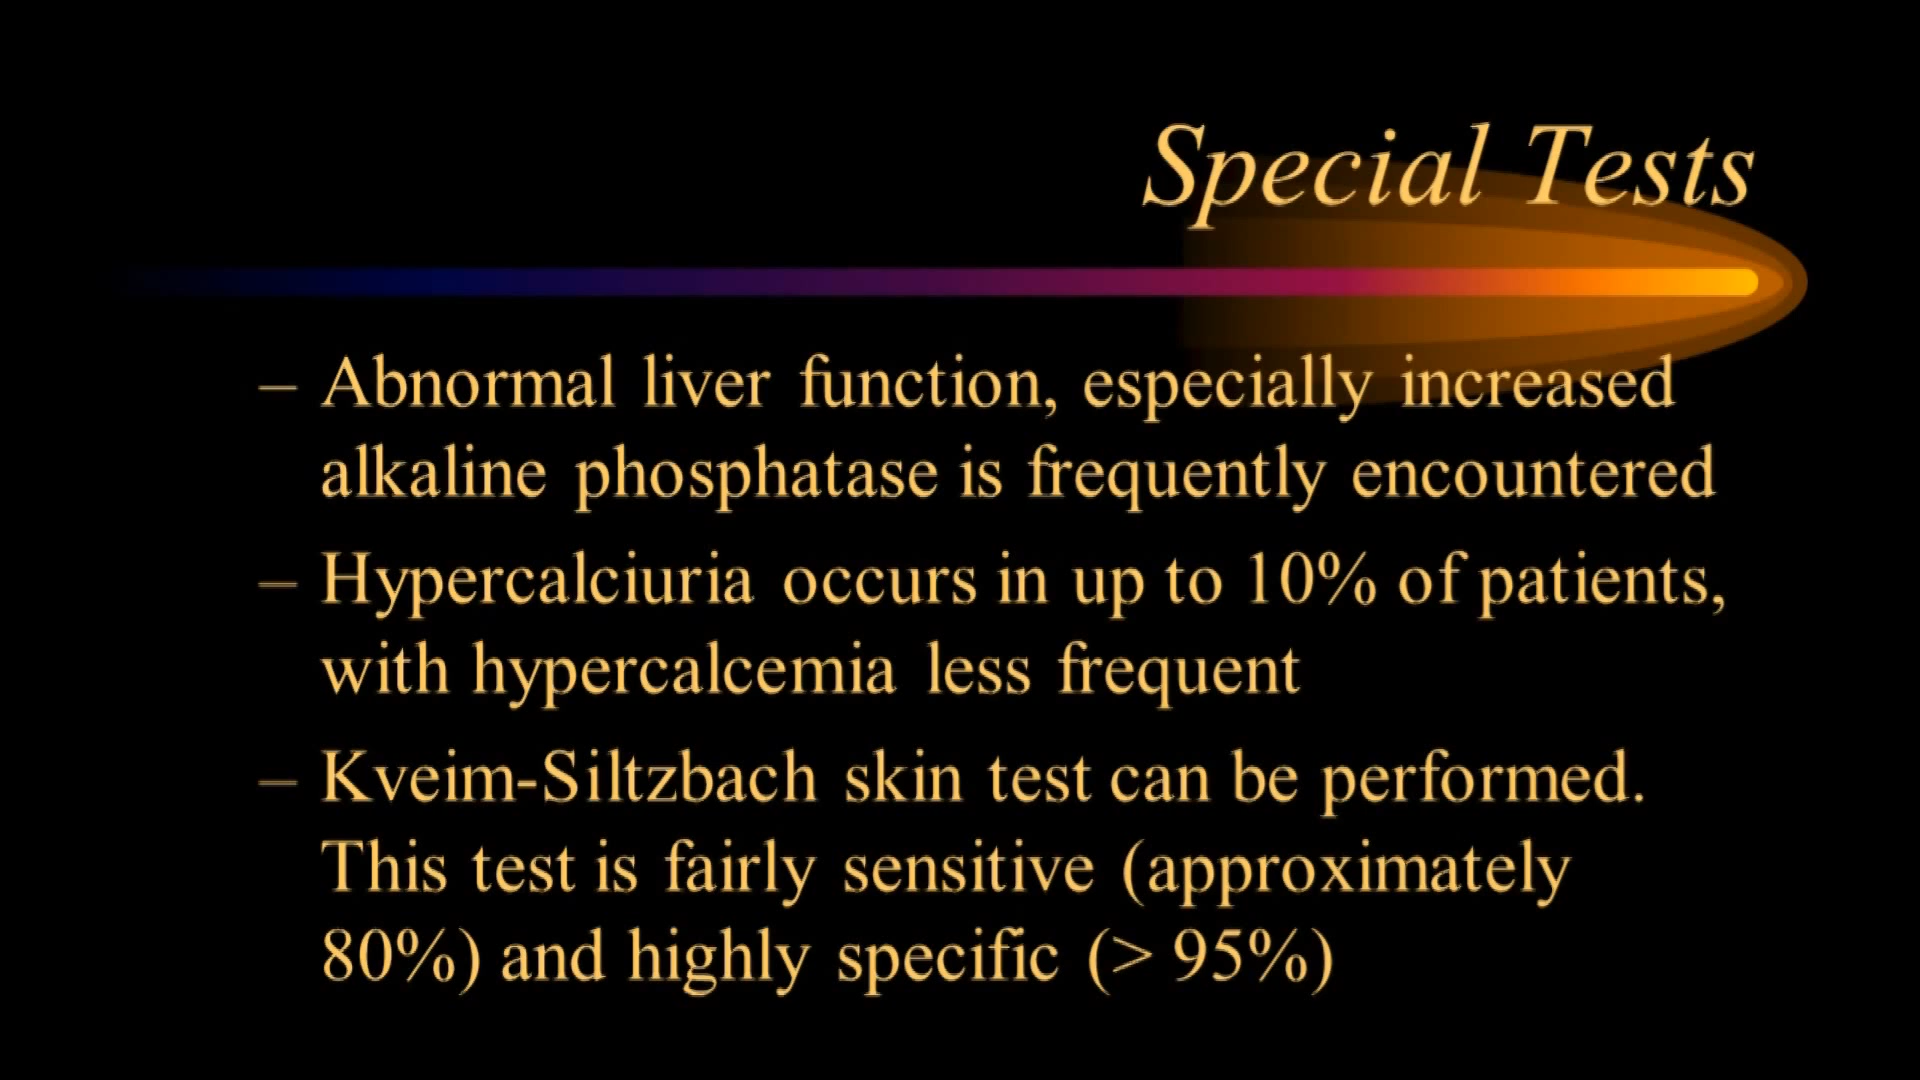 Special Tests
– Abnormal liver function, especially increased
alkaline phosphatase is frequently encountered
– Hypercalciuria occurs in up to 10% of patients,
with hypercalcemia less frequent
– Kveim-Siltzbach skin test can be performed.
This test is fairly sensitive (approximately
80%) and highly specific (> 95%)